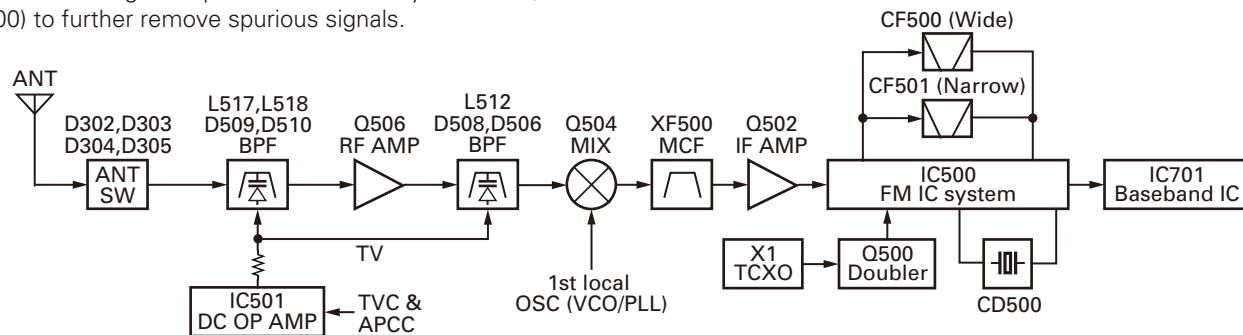 00) to further remove spurious signals.
CF500 (Wide)
CF501 (Narrow)
ANT
D302,D303
D304,D305
ANT
SW
L517,L518
D509,D510
BPF
Q506
RF AMP
L512
D508,D506
BPF
Q504
MIX
XF500
MCF
Q502
IF AMP
IC500
FM IC system
IC701
Baseband IC
TV
X1
TCXO
Q500
Doubler
CD500
1st local
OSC (VCO/PLL)
IC501
DC OP AMP
TVC &
APCC